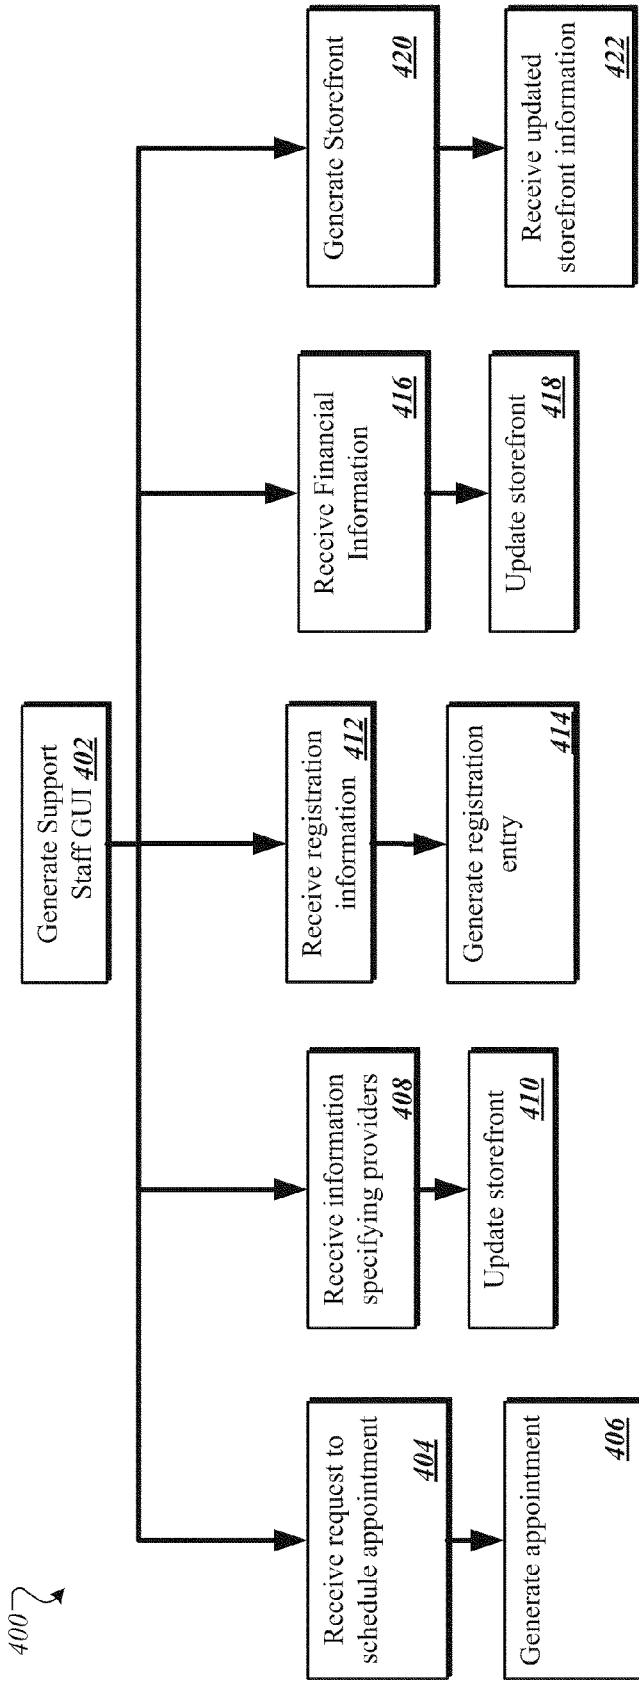 400
Generate Support
Staff GUI 402
Receive request to
schedule appointment
404
Generate appointment
406
Receive information
specifying providers
408
Update storefront
410
Receive registration
information 412
Generate registration
entry
414
Receive Financial
Information
416
Update storefront
418
Generate Storefront
420
Receive updated
storefront information
422